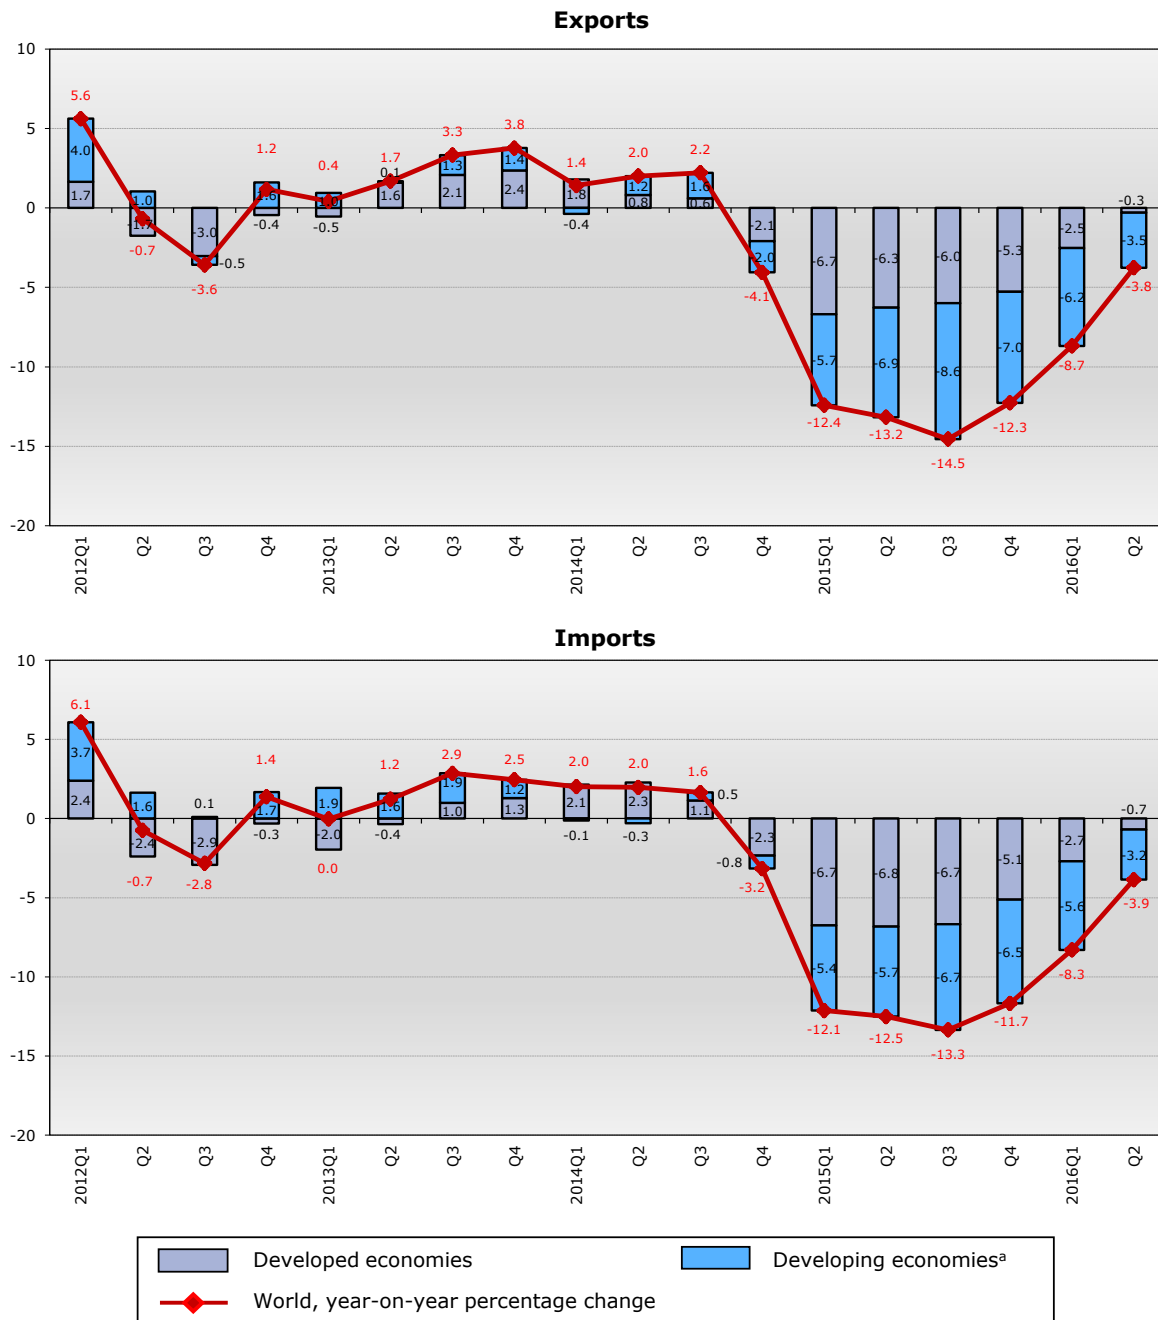 Exports
10
5
0
-5
-10
-15
-20
5.6 4.0 1.7
1.0 -1.7 -0.7
-3.0 -0.5 -3.6
1.2 1.6 -0.4
0.4 1.0 -0.5
1.7 0.1 1.6
3.3 1.3 2.1
3.8 1.4 2.4
1.4 1.8 -0.4
2.0 1.2 0.8
2.2 1.6 0.6
-2.1 -2.0 -4.1
-6.7 -5.7 -12.4
-6.3 -6.9 -13.2
-6.0 -8.6 -14.5
-5.3 -7.0 -12.3
-2.5 -6.2 -8.7
-0.3 -3.5 -3.8
2012Q1 Q2 Q3 Q4 2013Q1 Q2 Q3 Q4 2014Q1 Q2 Q3 Q4 2015Q1 Q2 Q3 Q4 2016Q1 Q2
Imports
10
5
0
-5
-10
-15
-20
6.1 3.7 2.4
1.6 -2.4 -0.7
0.1 -2.9 -2.8
1.4 1.7 -0.3
1.9 -2.0 0.0
1.2 1.6 -0.4
2.9 1.9 1.0
2.5 1.2 1.3
2.0 2.1 -0.1
2.0 2.3 -0.3
1.6 0.5 1.1
-2.3 -0.8 -3.2
-6.7 -5.4 -12.1
-6.8 -5.7 -12.5
-6.7 -6.7 -13.3
-5.1 -6.5 -11.7
-2.7 -5.6 -8.3
-0.7 -3.2 -3.9
2012Q1 Q2 Q3 Q4 2013Q1 Q2 Q3 Q4 2014Q1 Q2 Q3 Q4 2015Q1 Q2 Q3 Q4 2016Q1 Q2
Developed economies Developing economiesᵃ
World, year-on-year percentage change